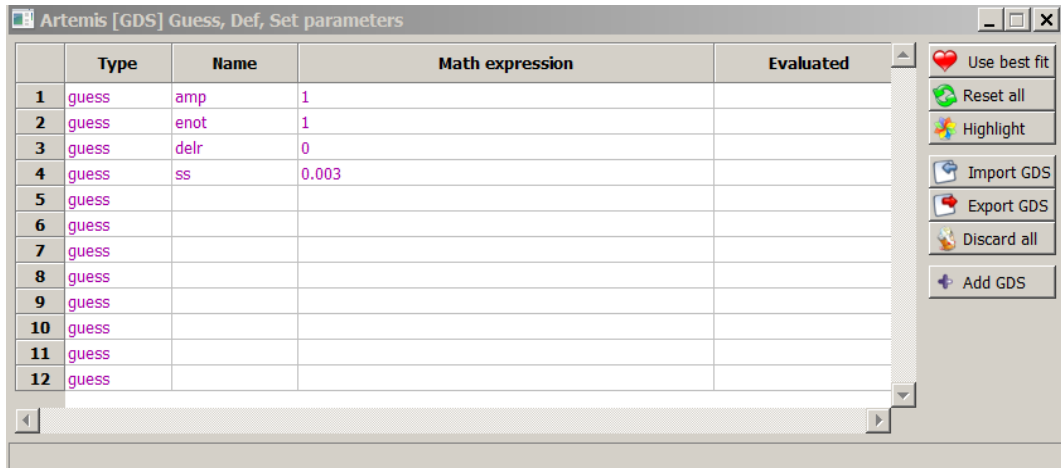 Artemis [GDS] Guess, Def, Set parameters
Type Name Math expression Evaluated
1 guess amp 1
2 guess enot 1
3 guess delr 0
4 guess ss 0.003
5 guess
6 guess
7 guess
8 guess
9 guess
10 guess
11 guess
12 guess
Use best fit
Reset all
Highlight
Import GDS
Export GDS
Discard all
Add GDS